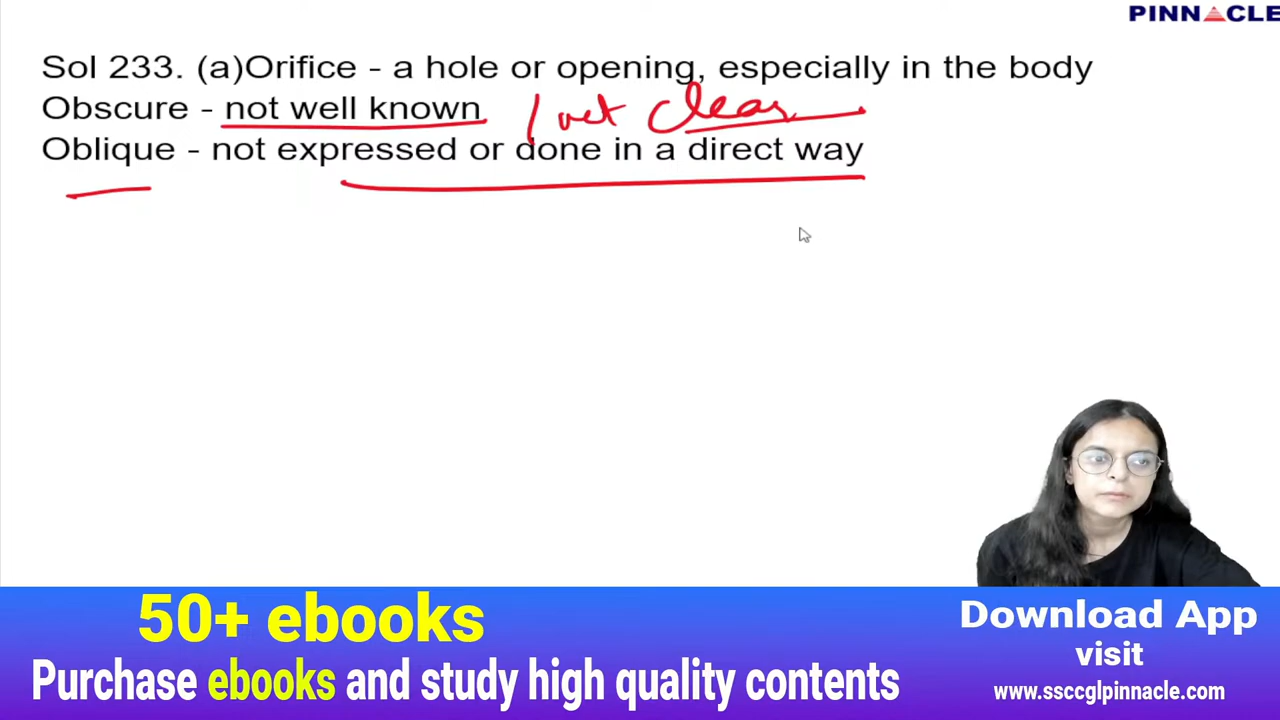 PINNACLE
Sol 233. (a)Orifice - a hole or opening, especially in the body
Obscure - not well known / not clear
Oblique - not expressed or done in a direct way
50+ ebooks
Purchase ebooks and study high quality contents
Download App
visit
www.ssccglpinnacle.com